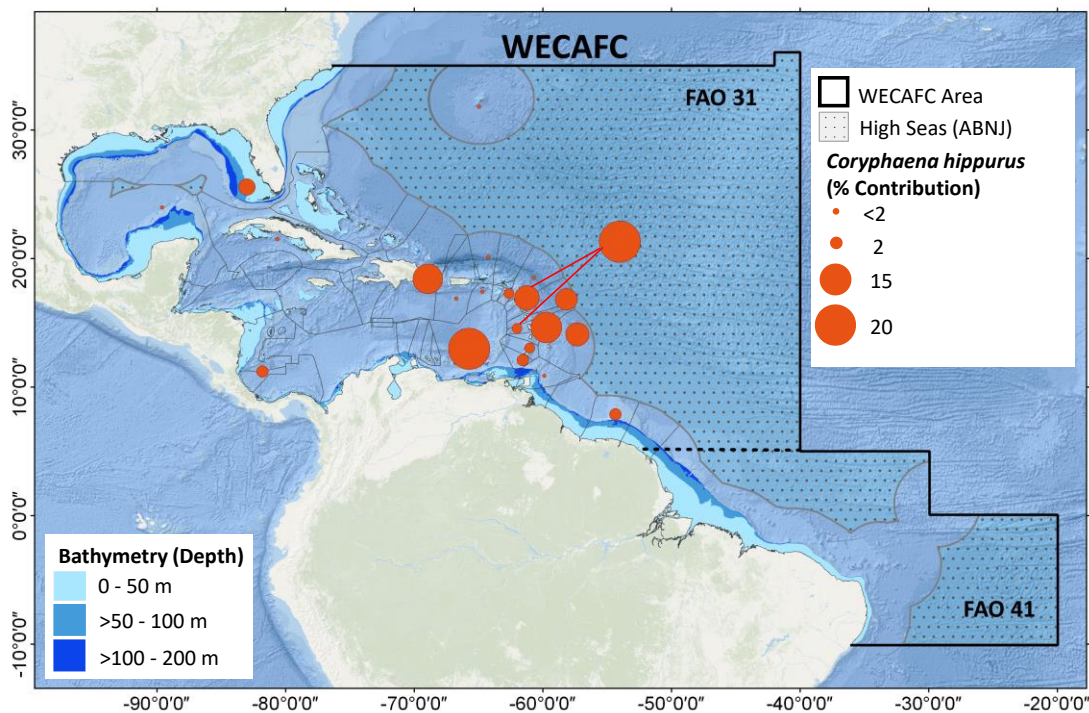 WECAFC
FAO 31
WECAFC Area
High Seas (ABNJ)
Coryphaena hippurus
(% Contribution)
<2
2
15
20
30°0'0"
20°0'0"
10°0'0"
0°0'0"
-10°0'0"
Bathymetry (Depth)
0 - 50 m
>50 - 100 m
>100 - 200 m
FAO 41
-90°0'0"
-80°0'0"
-70°0'0"
-60°0'0"
-50°0'0"
-40°0'0"
-30°0'0"
-20°0'0"